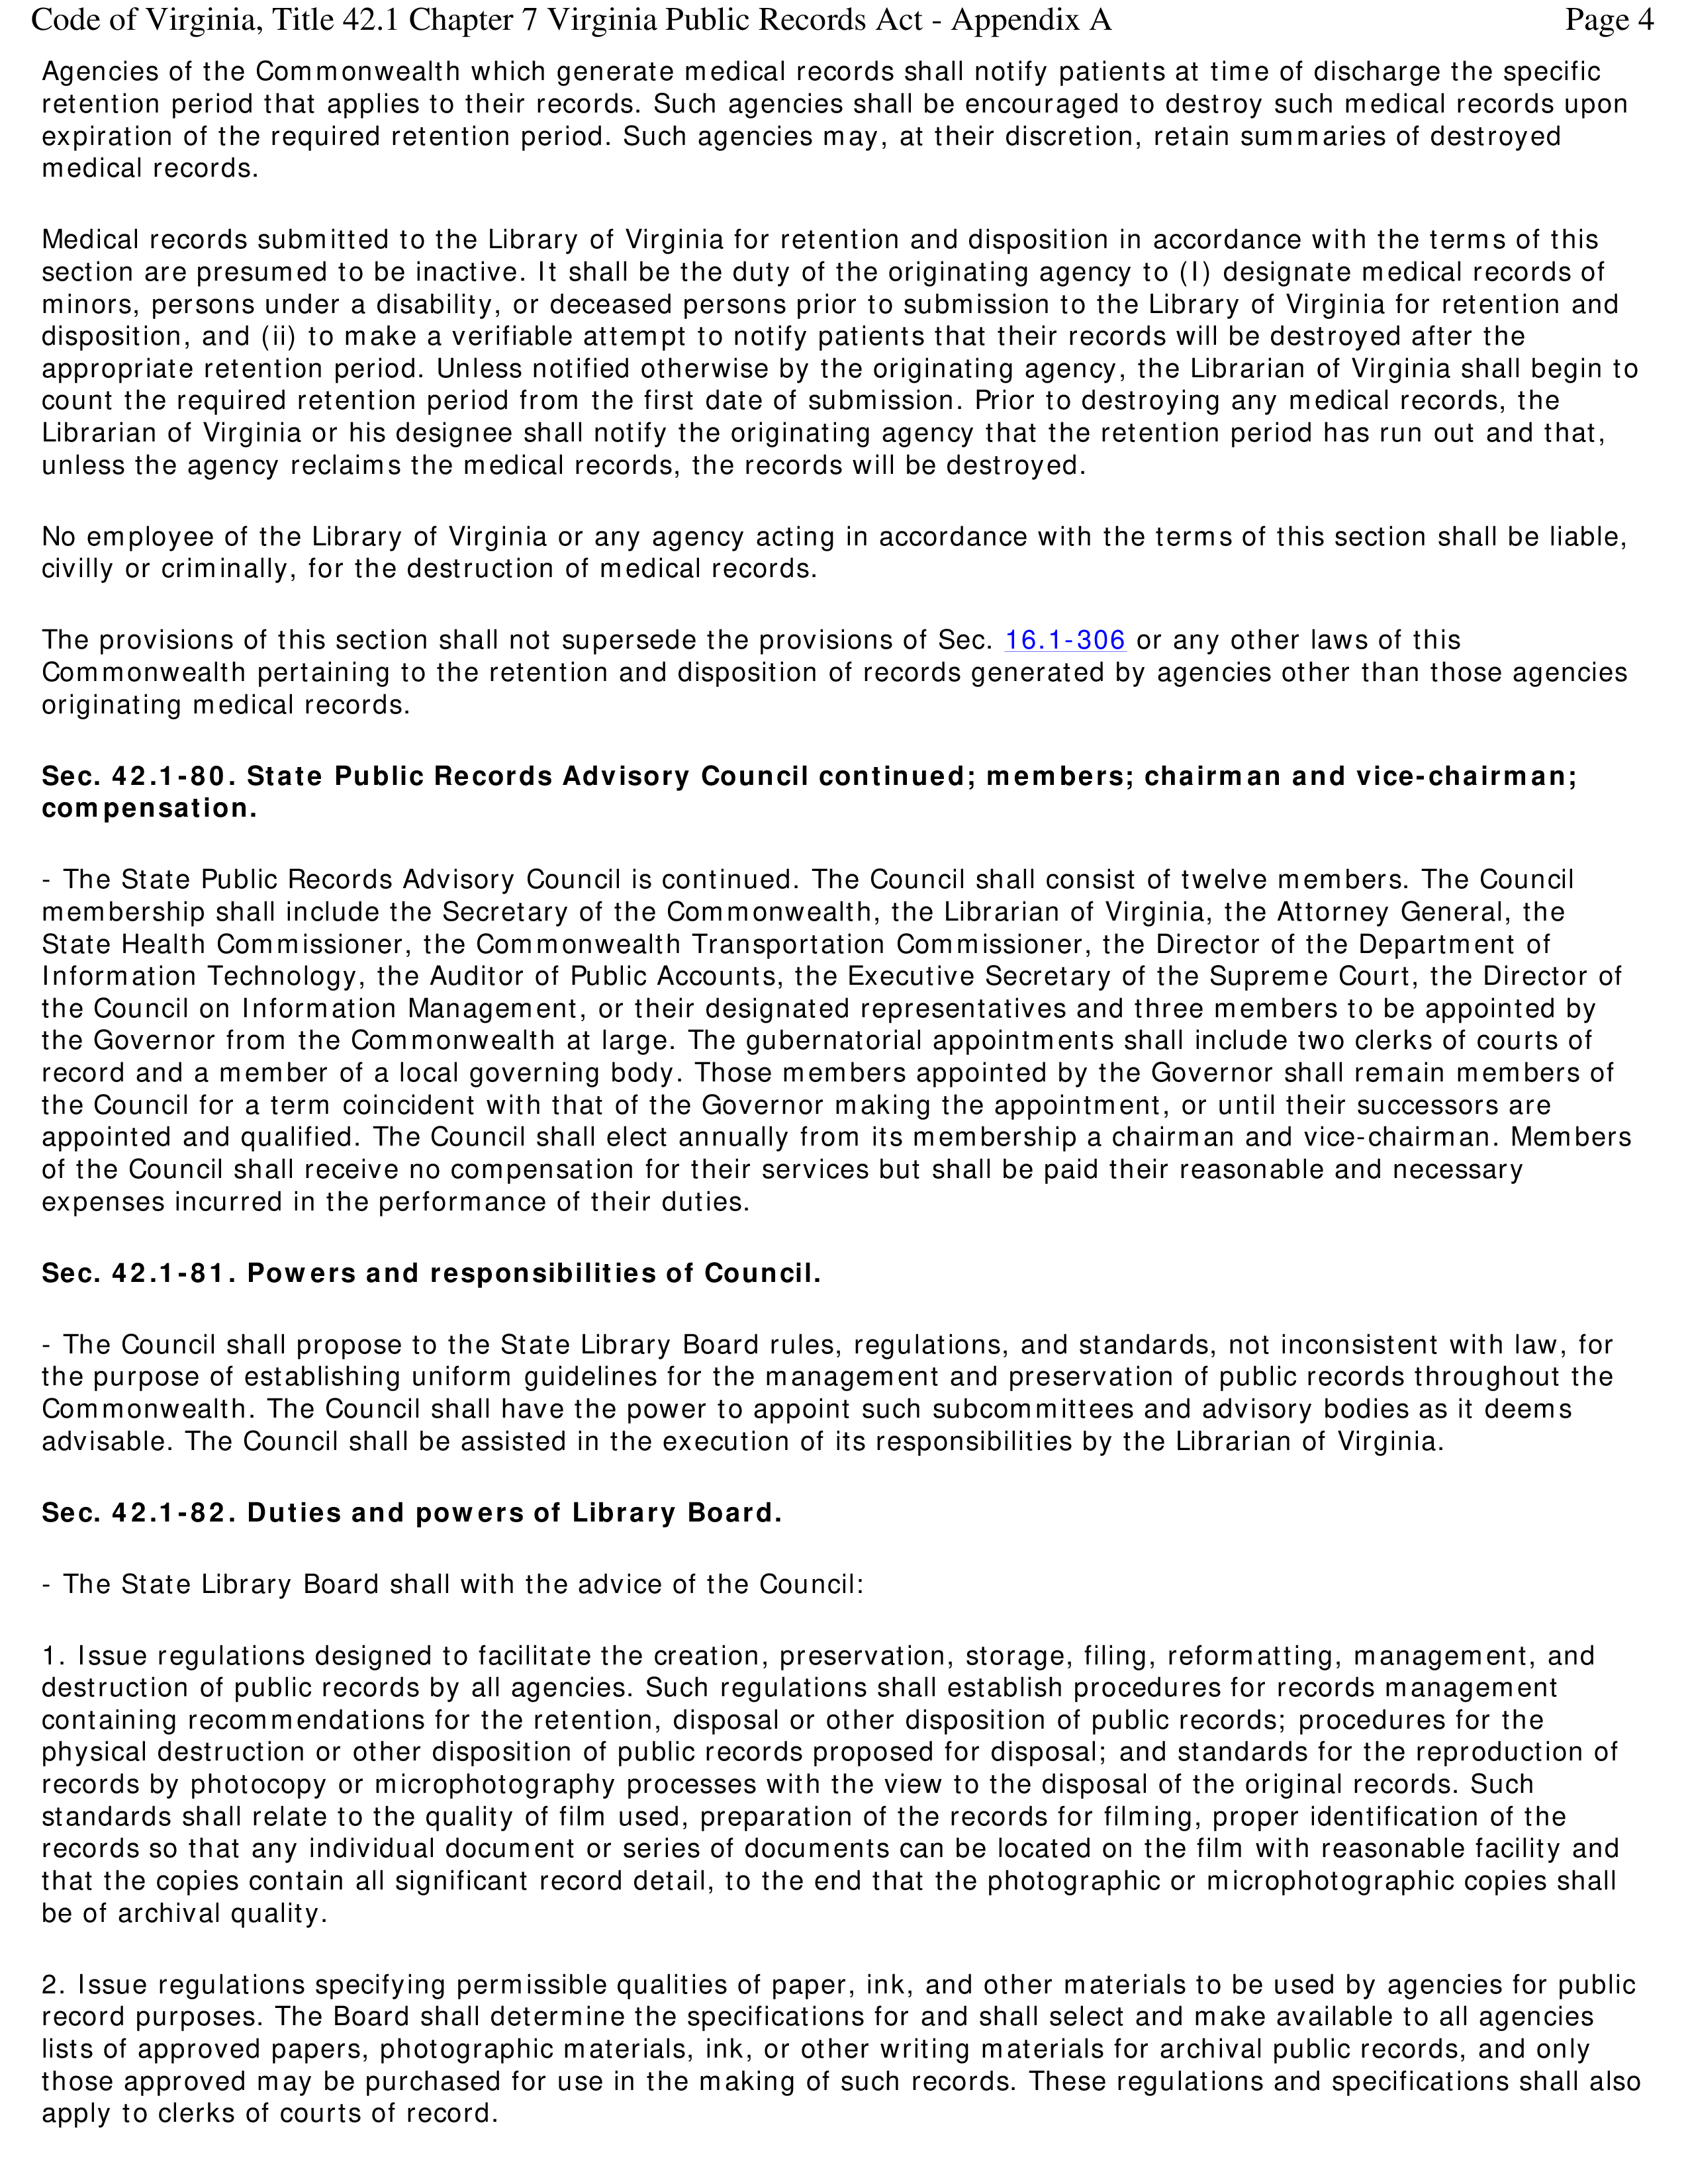 Code of Virginia, Title 42.1 Chapter 7 Virginia Public Records Act - Appendix A Page 4
Agencies of the Commonwealth which generate medical records shall notify patients at time of discharge the specific
retention period that applies to their records. Such agencies shall be encouraged to destroy such medical records upon
expiration of the required retention period. Such agencies may, at their discretion, retain summaries of destroyed
medical records.
Medical records submitted to the Library of Virginia for retention and disposition in accordance with the terms of this
section are presumed to be inactive. It shall be the duty of the originating agency to (I) designate medical records of
minors, persons under a disability, or deceased persons prior to submission to the Library of Virginia for retention and
disposition, and (ii) to make a verifiable attempt to notify patients that their records will be destroyed after the
appropriate retention period. Unless notified otherwise by the originating agency, the Librarian of Virginia shall begin to
count the required retention period from the first date of submission. Prior to destroying any medical records, the
Librarian of Virginia or his designee shall notify the originating agency that the retention period has run out and that,
unless the agency reclaims the medical records, the records will be destroyed.
No employee of the Library of Virginia or any agency acting in accordance with the terms of this section shall be liable,
civilly or criminally, for the destruction of medical records.
The provisions of this section shall not supersede the provisions of Sec. 16.1-306 or any other laws of this
Commonwealth pertaining to the retention and disposition of records generated by agencies other than those agencies
originating medical records.
Sec. 42.1-80. State Public Records Advisory Council continued; members; chairman and vice-chairman;
compensation.
- The State Public Records Advisory Council is continued. The Council shall consist of twelve members. The Council
membership shall include the Secretary of the Commonwealth, the Librarian of Virginia, the Attorney General, the
State Health Commissioner, the Commonwealth Transportation Commissioner, the Director of the Department of
Information Technology, the Auditor of Public Accounts, the Executive Secretary of the Supreme Court, the Director of
the Council on Information Management, or their designated representatives and three members to be appointed by
the Governor from the Commonwealth at large. The gubernatorial appointments shall include two clerks of courts of
record and a member of a local governing body. Those members appointed by the Governor shall remain members of
the Council for a term coincident with that of the Governor making the appointment, or until their successors are
appointed and qualified. The Council shall elect annually from its membership a chairman and vice-chairman. Members
of the Council shall receive no compensation for their services but shall be paid their reasonable and necessary
expenses incurred in the performance of their duties.
Sec. 42.1-81. Powers and responsibilities of Council.
- The Council shall propose to the State Library Board rules, regulations, and standards, not inconsistent with law, for
the purpose of establishing uniform guidelines for the management and preservation of public records throughout the
Commonwealth. The Council shall have the power to appoint such subcommittees and advisory bodies as it deems
advisable. The Council shall be assisted in the execution of its responsibilities by the Librarian of Virginia.
Sec. 42.1-82. Duties and powers of Library Board.
- The State Library Board shall with the advice of the Council:
1. Issue regulations designed to facilitate the creation, preservation, storage, filing, reformatting, management, and
destruction of public records by all agencies. Such regulations shall establish procedures for records management
containing recommendations for the retention, disposal or other disposition of public records; procedures for the
physical destruction or other disposition of public records proposed for disposal; and standards for the reproduction of
records by photocopy or microphotography processes with the view to the disposal of the original records. Such
standards shall relate to the quality of film used, preparation of the records for filming, proper identification of the
records so that any individual document or series of documents can be located on the film with reasonable facility and
that the copies contain all significant record detail, to the end that the photographic or microphotographic copies shall
be of archival quality.
2. Issue regulations specifying permissible qualities of paper, ink, and other materials to be used by agencies for public
record purposes. The Board shall determine the specifications for and shall select and make available to all agencies
lists of approved papers, photographic materials, ink, or other writing materials for archival public records, and only
those approved may be purchased for use in the making of such records. These regulations and specifications shall also
apply to clerks of courts of record.